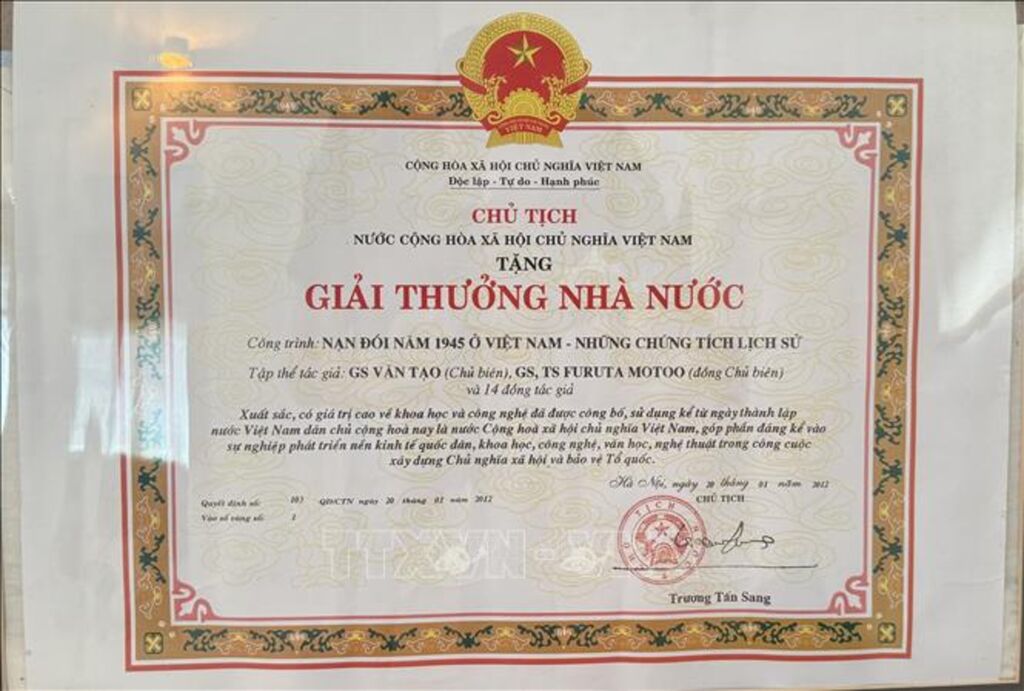 VIỆT NAM
CỘNG HÒA XÃ HỘI CHỦ NGHĨA VIỆT NAM
Độc lập - Tự do - Hạnh phúc
CHỦ TỊCH
NƯỚC CỘNG HÒA XÃ HỘI CHỦ NGHĨA VIỆT NAM
TẶNG
GIẢI THƯỞNG NHÀ NƯỚC
Công trình: NẠN ĐÓI NĂM 1945 Ở VIỆT NAM - NHỮNG CHỨNG TÍCH LỊCH SỬ
Tập thể tác giả: GS VĂN TẠO (Chủ biên), GS, TS FURUTA MOTOO (đồng Chủ biên)
và 14 đồng tác giả
Xuất sắc, có giá trị cao về khoa học và công nghệ đã được công bố, sử dụng kể từ ngày thành lập
nước Việt Nam dân chủ cộng hoà nay là nước Cộng hoà xã hội chủ nghĩa Việt Nam, góp phần đáng kể vào
sự nghiệp phát triển nền kinh tế quốc dân, khoa học, công nghệ, văn học, nghệ thuật trong công cuộc
xây dựng Chủ nghĩa xã hội và bảo vệ Tổ quốc.
Hà Nội, ngày 20 tháng 01 năm 2012
CHỦ TỊCH
Quyết định số: 103 QĐ/CTN ngày 20 tháng 01 năm 2012
Vào sổ vàng số: 1
TTXVN
Trương Tấn Sang